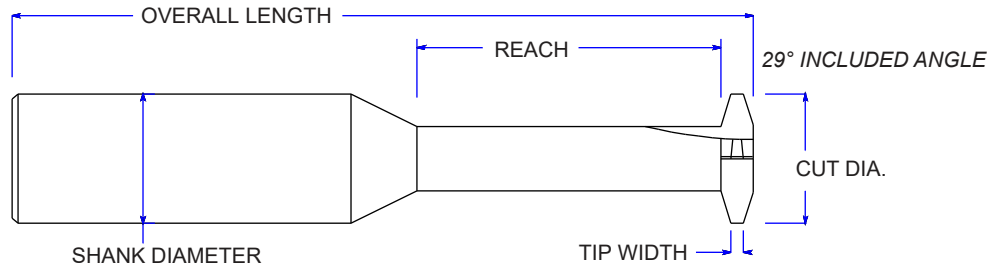 OVERALL LENGTH
REACH
29° INCLUDED ANGLE
CUT DIA.
SHANK DIAMETER
TIP WIDTH